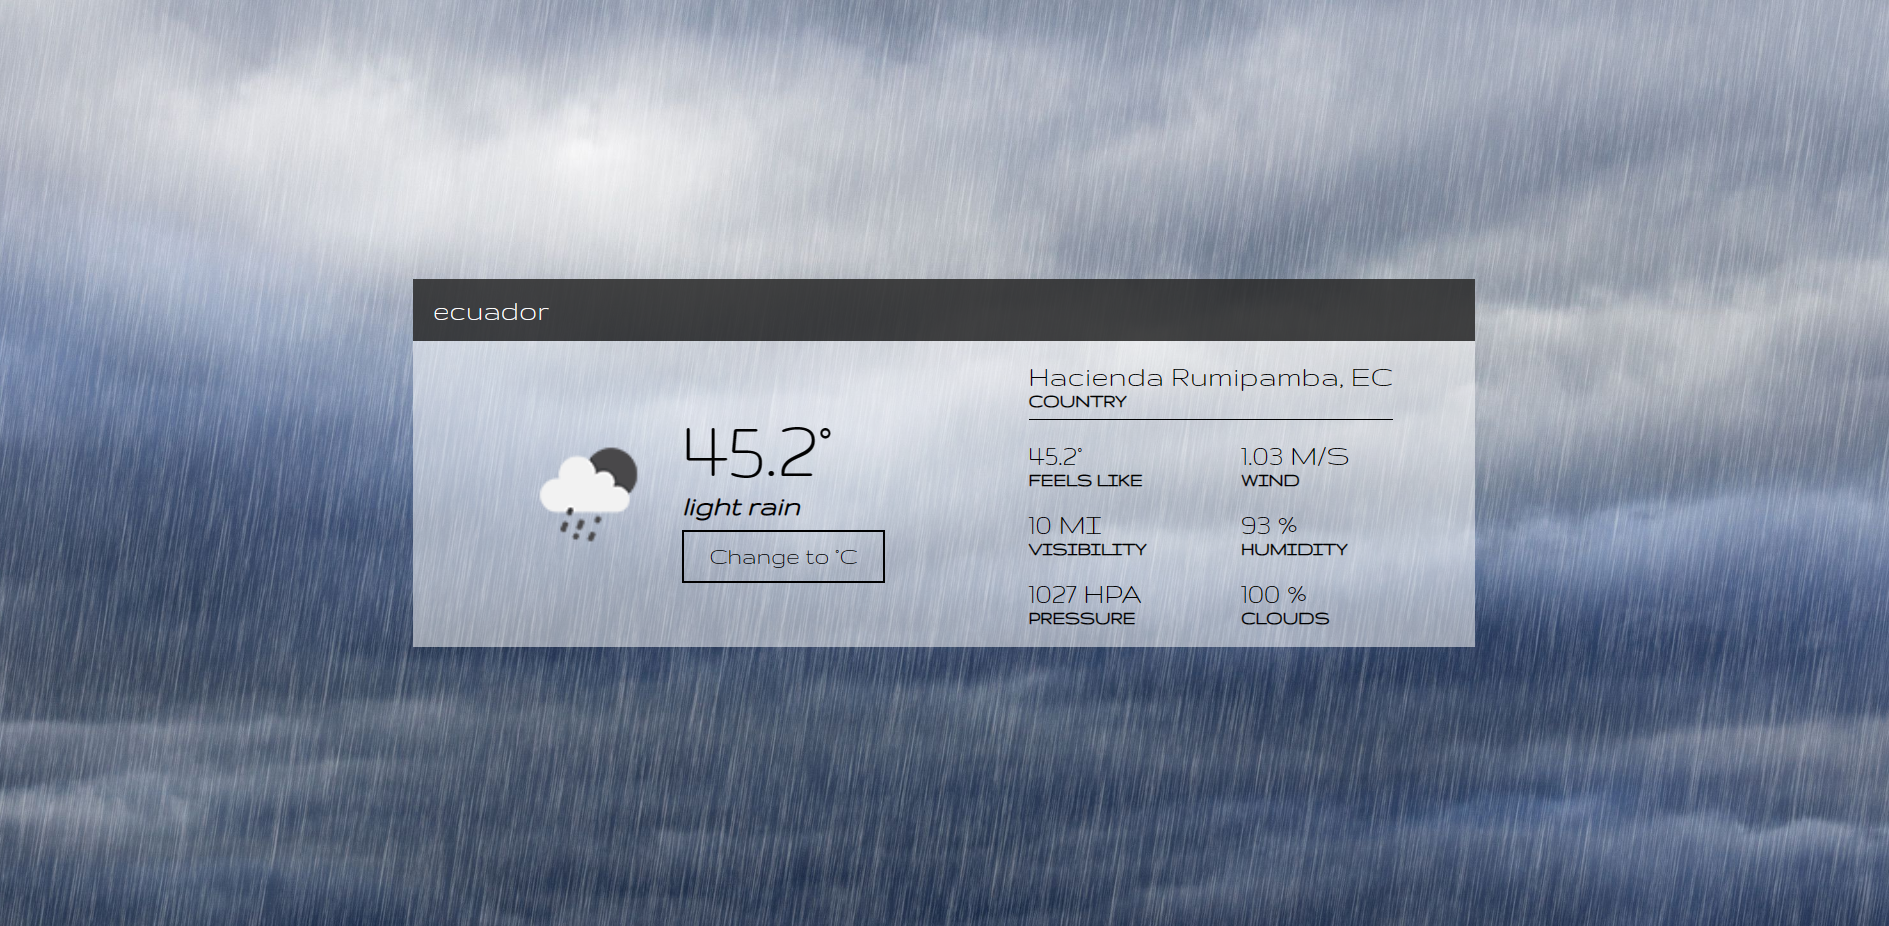 ecuador
45.2°
light rain
Change to °C
Hacienda Rumipamba, EC
COUNTRY
45.2°
FEELS LIKE
1.03 M/S
WIND
10 MI
VISIBILITY
93 %
HUMIDITY
1027 HPA
PRESSURE
100 %
CLOUDS